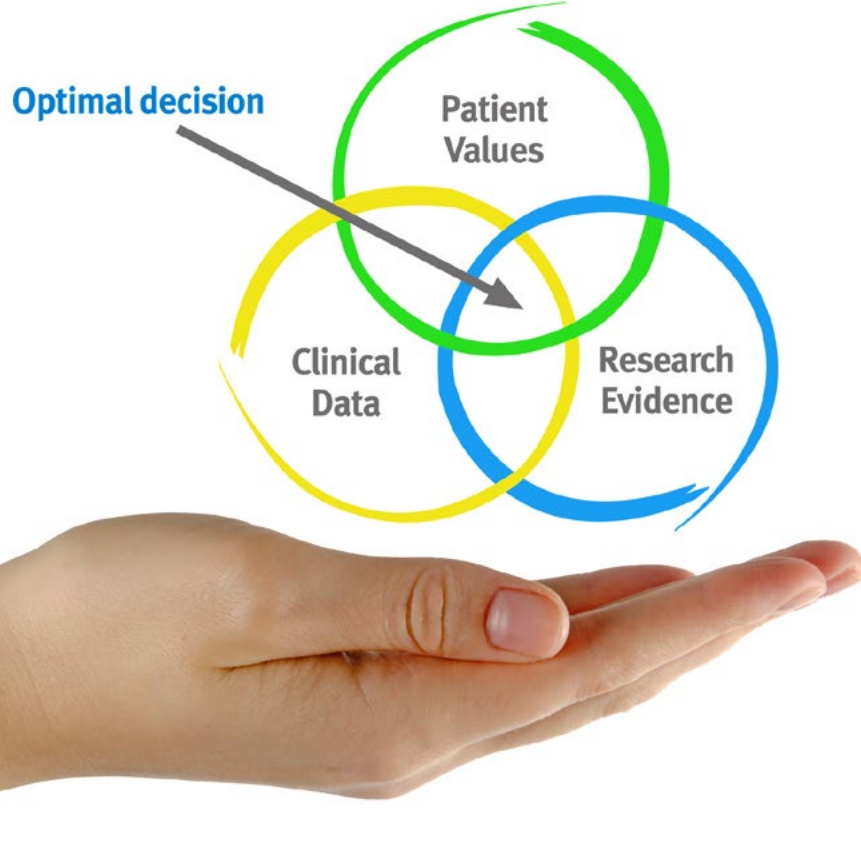 Optimal decision
Patient
Values
Clinical
Data
Research
Evidence